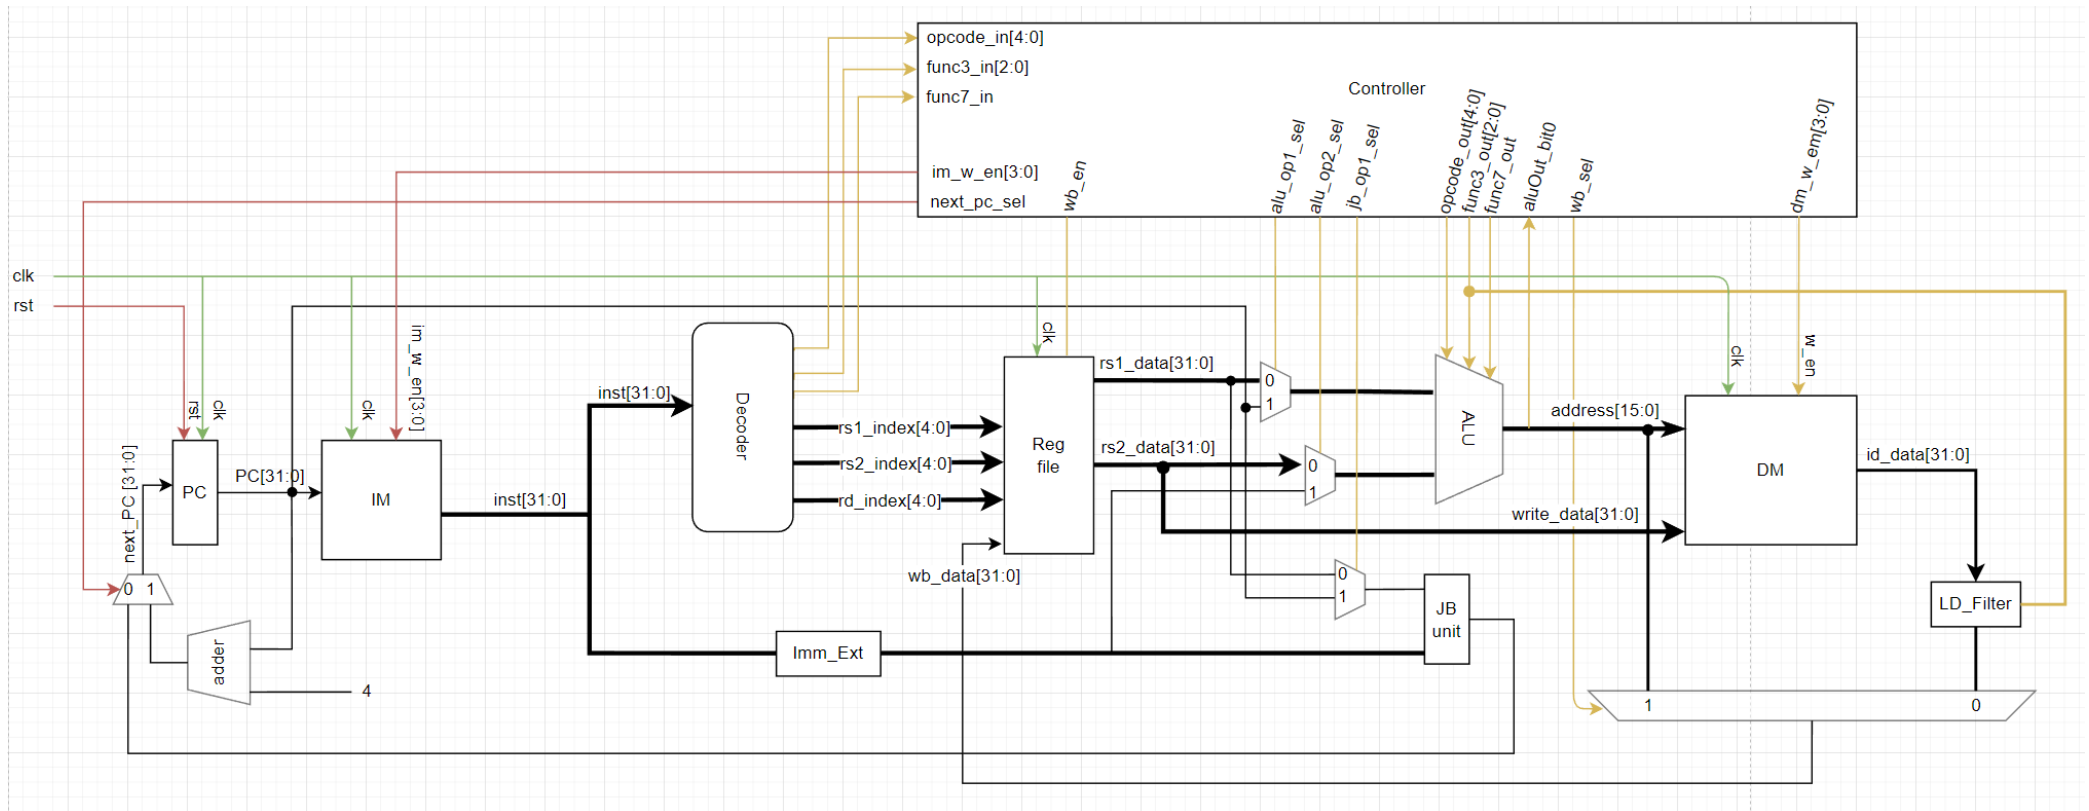 opcode_in[4:0]
func3_in[2:0]
func7_in
Controller
im_w_en[3:0]
next_pc_sel
wb_en
alu_op1_sel
alu_op2_sel
jb_op1_sel
opcode_out[4:0]
func3_out[2:0]
func7_out
aluOut_bit0
wb_sel
dm_w_em[3:0]
clk
rst
rst
clk
clk
im_w_en[3:0]
clk
clk
w_en
next_PC [31:0]
PC
PC[31:0]
IM
inst[31:0]
inst[31:0]
Decoder
rs1_index[4:0]
rs2_index[4:0]
rd_index[4:0]
Reg
file
rs1_data[31:0]
rs2_data[31:0]
0
1
0
1
ALU
address[15:0]
write_data[31:0]
DM
id_data[31:0]
wb_data[31:0]
0
1
JB
unit
LD_Filter
0 1
adder
4
Imm_Ext
1
0